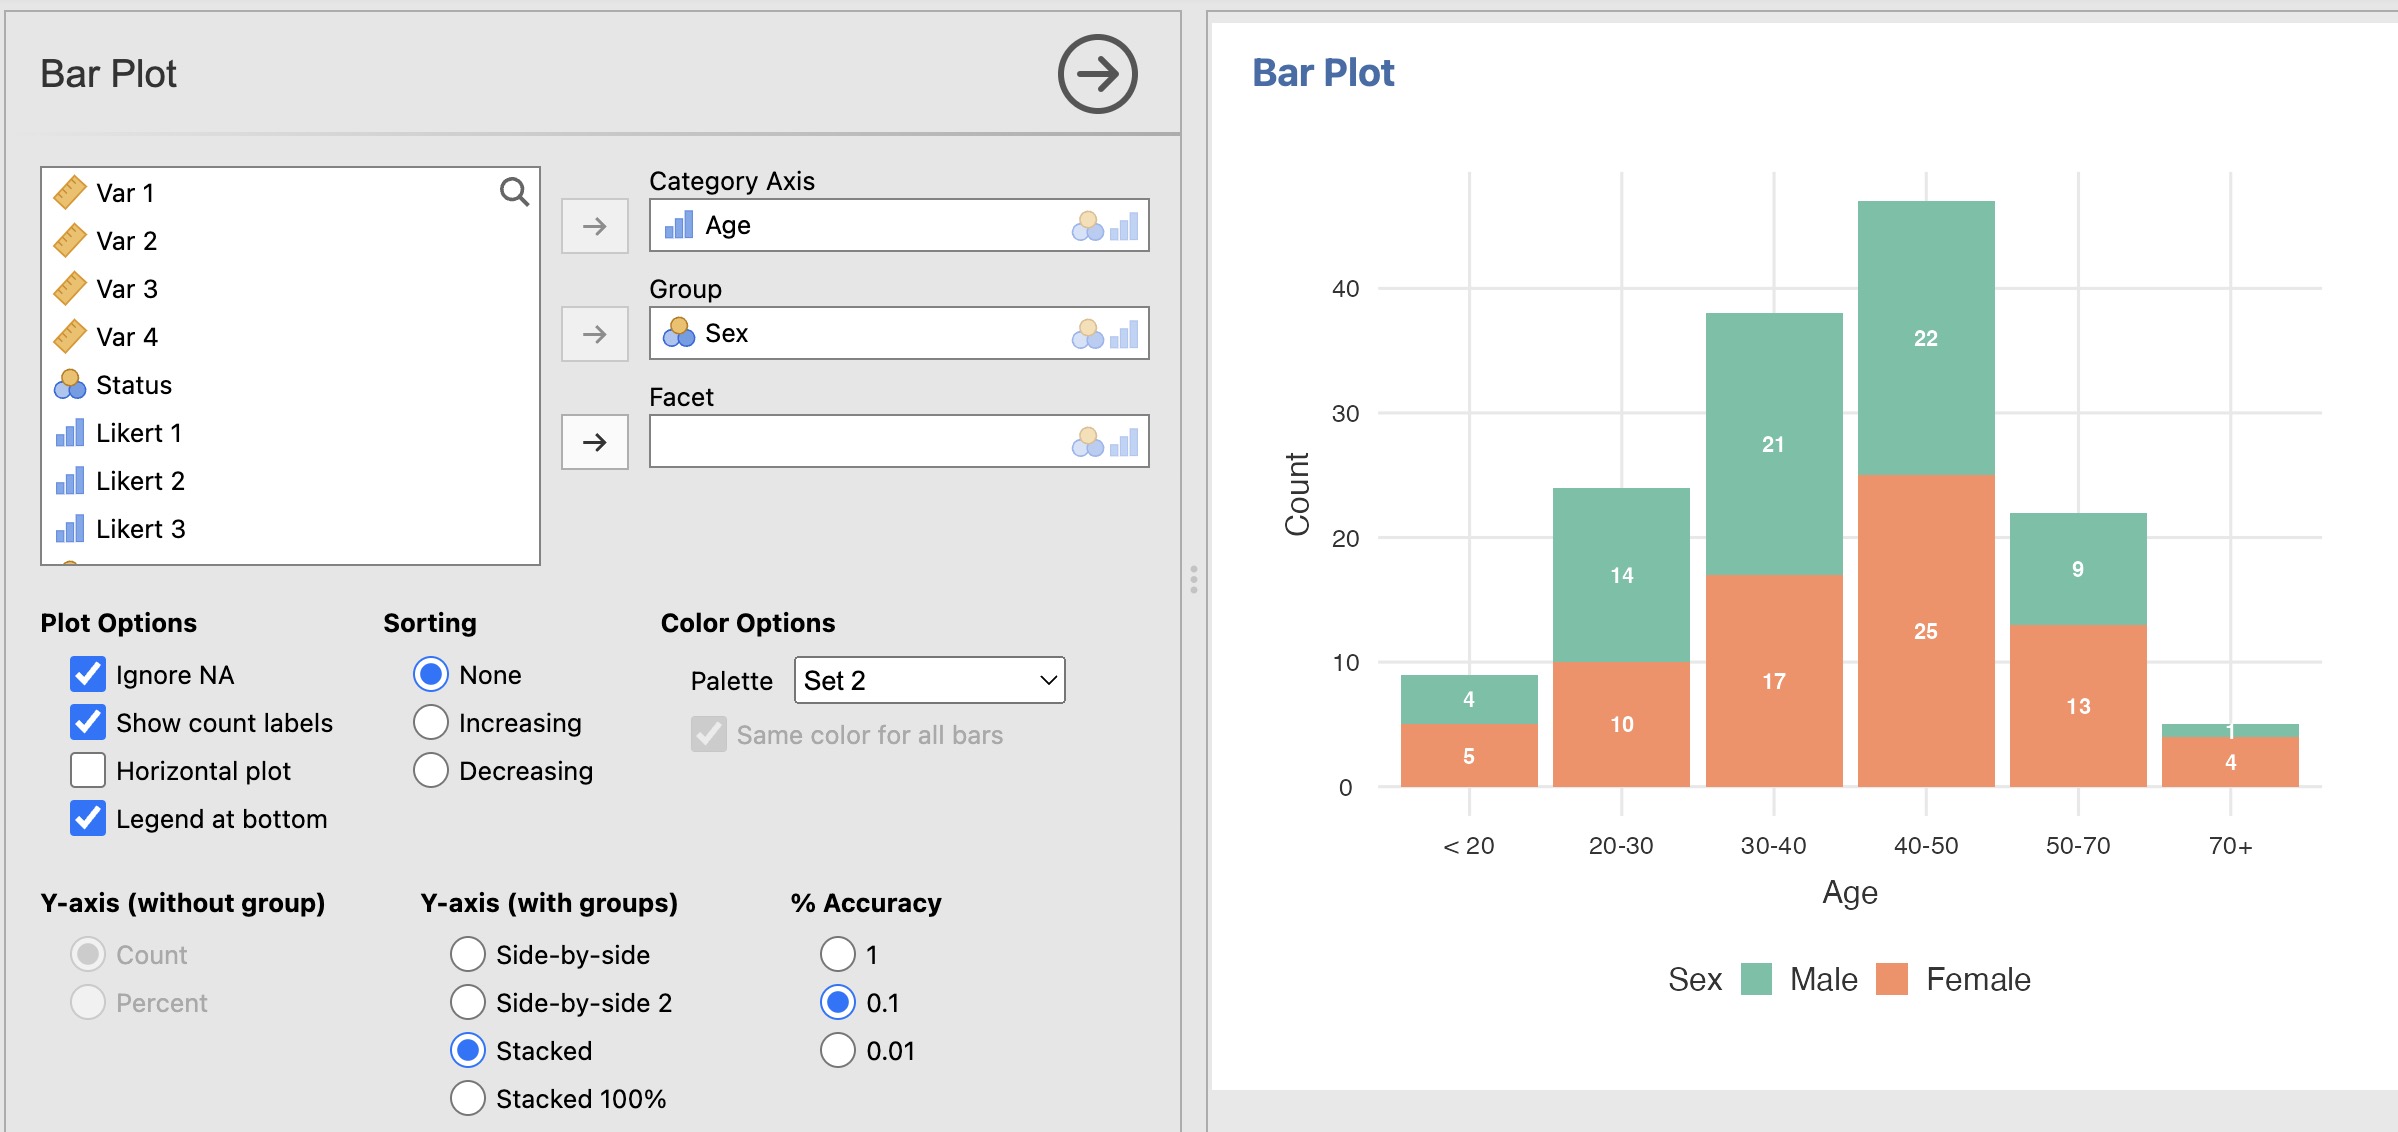 Bar Plot
Var 1
Var 2
Var 3
Var 4
Status
Likert 1
Likert 2
Likert 3
Category Axis
Age
Group
Sex
Facet
Plot Options
Ignore NA
Show count labels
Horizontal plot
Legend at bottom
Sorting
None
Increasing
Decreasing
Color Options
Palette Set 2
Same color for all bars
Y-axis (without group)
Count
Percent
Y-axis (with groups)
Side-by-side
Side-by-side 2
Stacked
Stacked 100%
% Accuracy
1
0.1
0.01
Bar Plot
Count
40
30
20
10
0
4
5
14
10
21
17
22
25
9
13
1
4
< 20 20-30 30-40 40-50 50-70 70+
Age
Sex Male Female